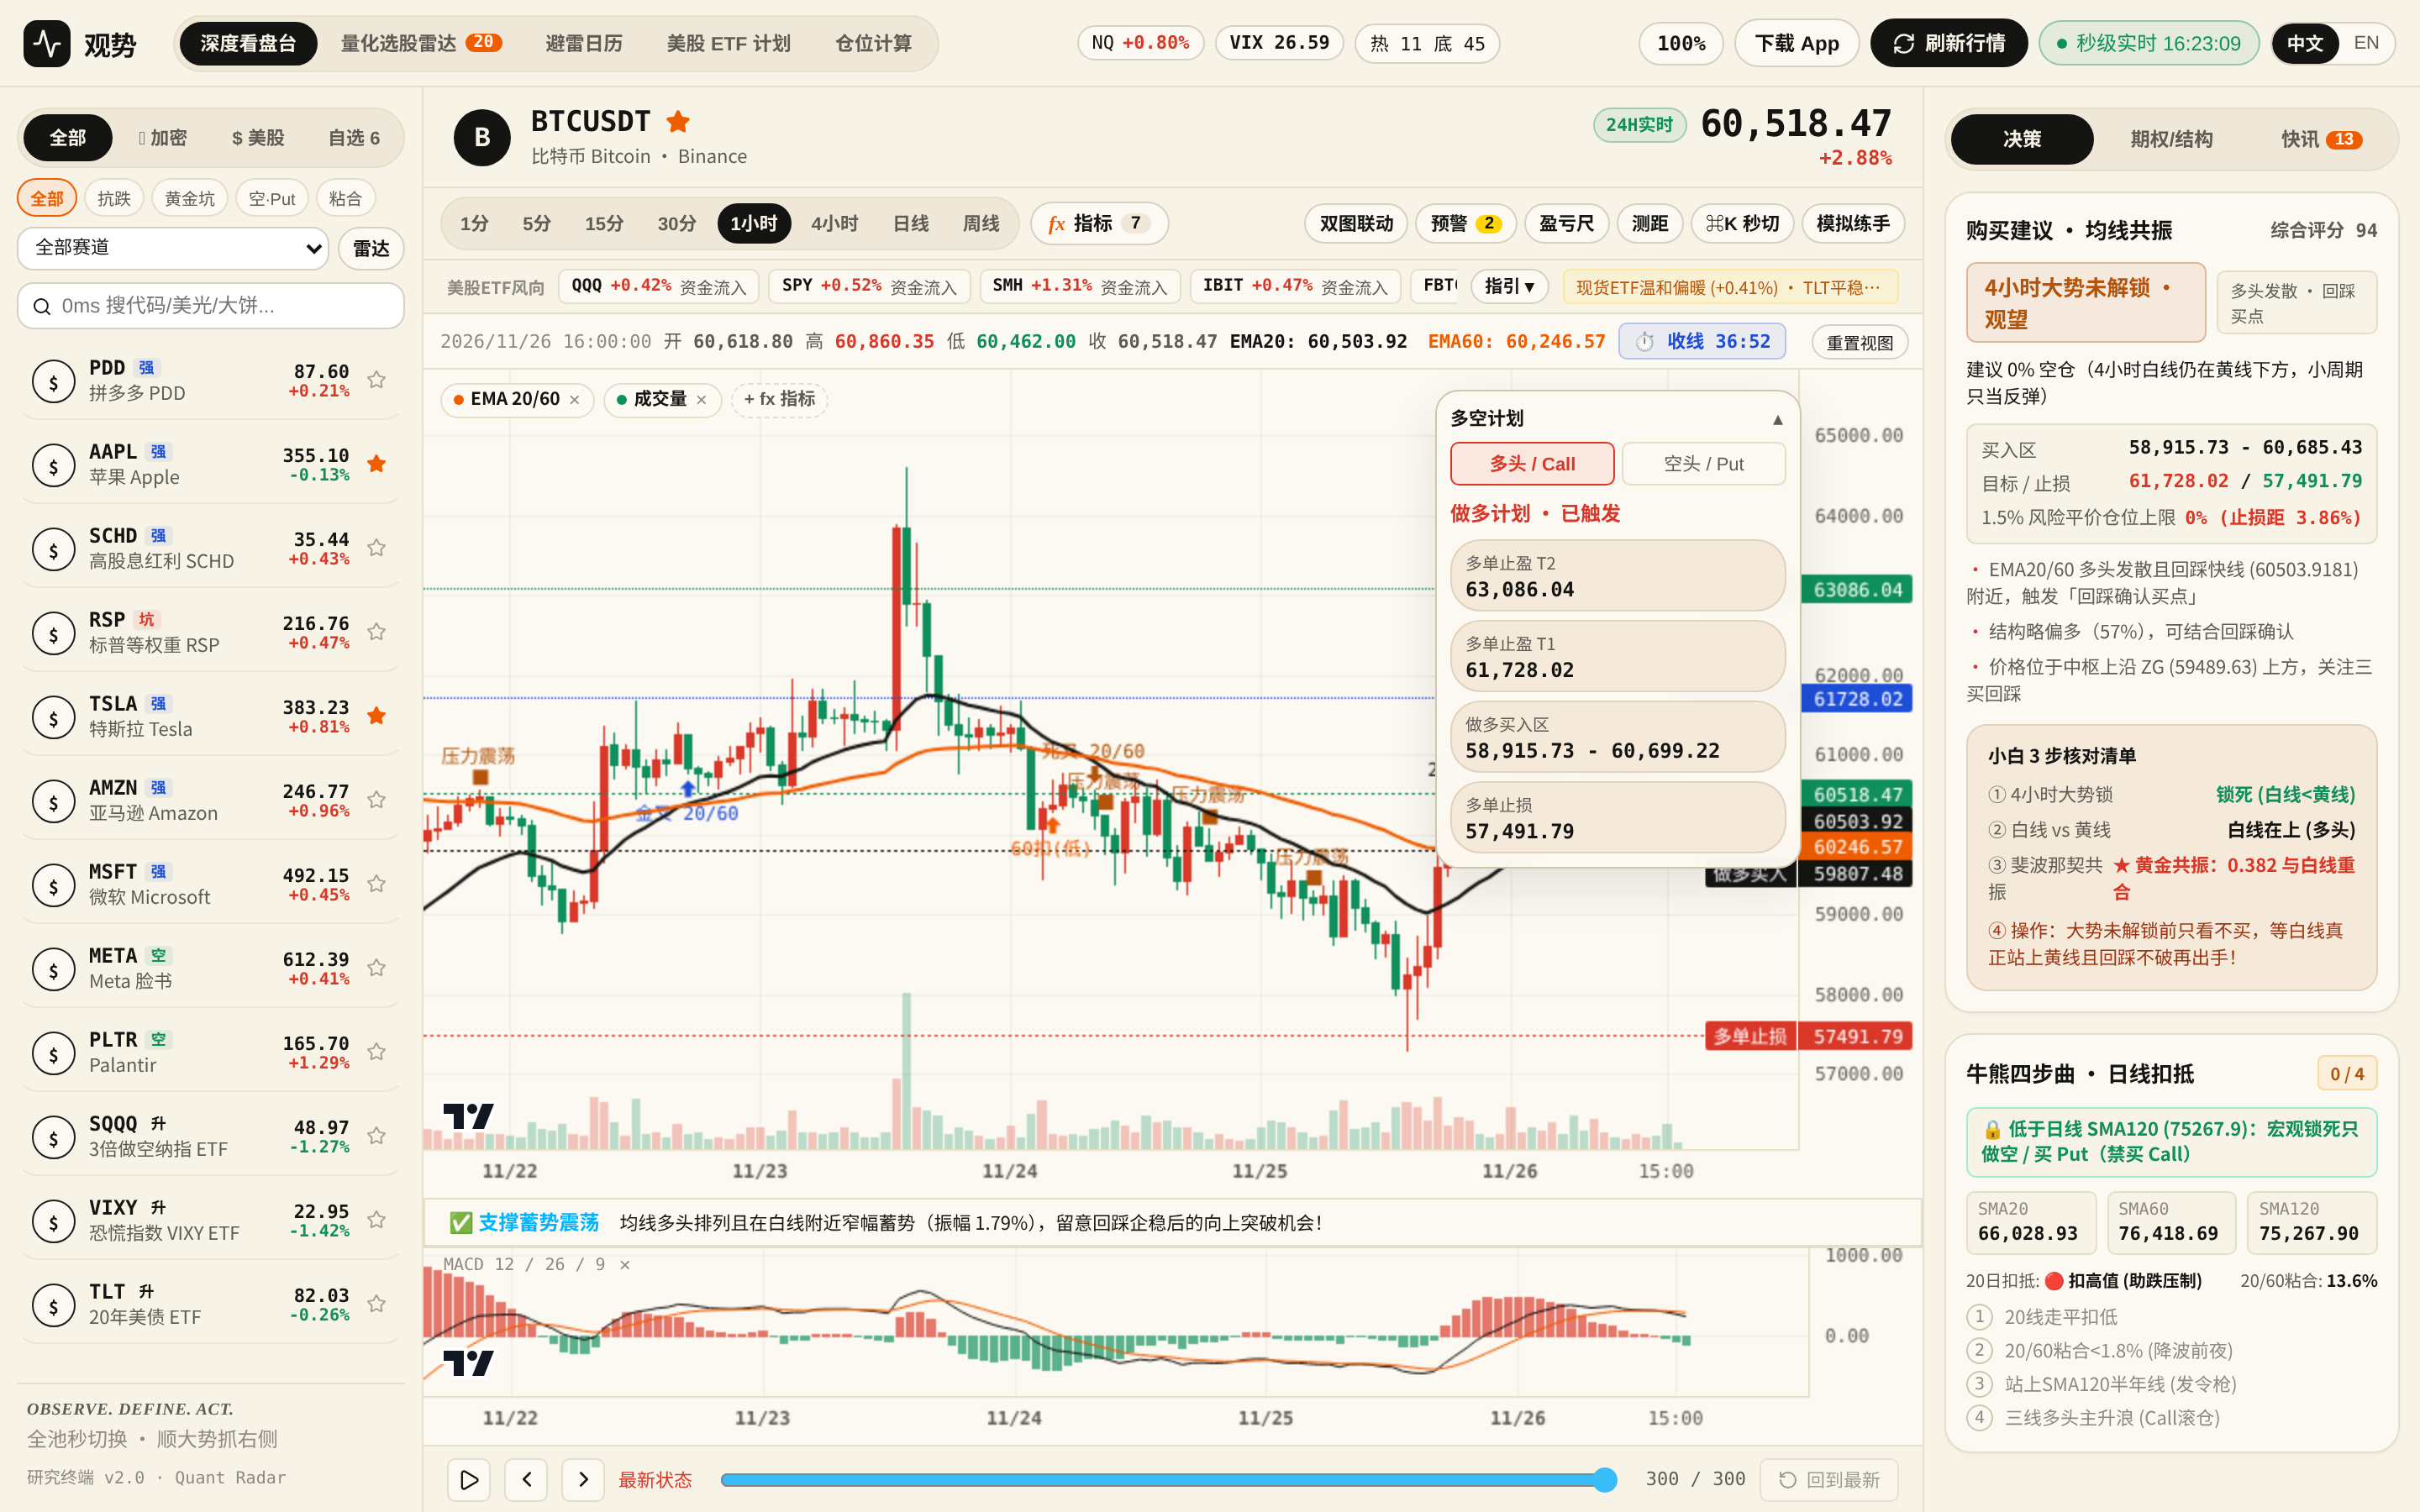 观势
深度看盘台
量化选股雷达 20
避雷日历
美股 ETF 计划
仓位计算
NQ +0.80%
VIX 26.59
热 11 底 45
100%
下载 App
刷新行情
秒级实时 16:23:09
中文
EN
全部
加密
$ 美股
自选 6
全部
抗跌
黄金坑
空·Put
粘合
全部赛道
雷达
0ms 搜代码/美光/大饼...
$ PDD 强 87.60
拼多多 PDD +0.21%
$ AAPL 强 355.10
苹果 Apple -0.13%
$ SCHD 强 35.44
高股息红利 SCHD +0.43%
$ RSP 坑 216.76
标普等权重 RSP +0.47%
$ TSLA 强 383.23
特斯拉 Tesla +0.81%
$ AMZN 强 246.77
亚马逊 Amazon +0.96%
$ MSFT 强 492.15
微软 Microsoft +0.45%
$ META 空 612.39
Meta 脸书 +0.41%
$ PLTR 空 165.70
Palantir +1.29%
$ SQQQ 升 48.97
3倍做空纳指 ETF -1.27%
$ VIXY 升 22.95
恐慌指数 VIXY ETF -1.42%
$ TLT 升 82.03
20年美债 ETF -0.26%
OBSERVE. DEFINE. ACT.
全池秒切换 • 顺大势抓右侧
研究终端 v2.0 · Quant Radar
B
BTCUSDT
比特币 Bitcoin • Binance
24H实时 60,518.47
+2.88%
1分
5分
15分
30分
1小时
4小时
日线
周线
fx 指标 7
双图联动
预警 2
盈亏尺
测距
⌘K 秒切
模拟练手
美股ETF风向
QQQ +0.42% 资金流入
SPY +0.52% 资金流入
SMH +1.31% 资金流入
IBIT +0.47% 资金流入
FBT
指引 ▾
现货ETF温和偏暖 (+0.41%) • TLT平稳…
2026/11/26 16:00:00 开 60,618.80 高 60,860.35 低 60,462.00 收 60,518.47 EMA20: 60,503.92 EMA60: 60,246.57
⏱ 收线 36:52
重置视图
EMA 20/60 ×
成交量 ×
+ fx 指标
多空计划 ▲
多头 / Call
空头 / Put
做多计划 • 已触发
多单止盈 T2
63,086.04
多单止盈 T1
61,728.02
做多买入区
58,915.73 - 60,699.22
多单止损
57,491.79
压力震荡
金叉 20/60
死叉 20/60
压力震荡
压力震荡
60扣(低)
压力震荡
2
65000.00
64000.00
63086.04
62000.00
61728.02
61000.00
60518.47
60503.92
60246.57
做多买入 59807.48
59000.00
58000.00
多单止损 57491.79
57000.00
11/22
11/23
11/24
11/25
11/26
15:00
✅ 支撑蓄势震荡 均线多头排列且在白线附近窄幅蓄势（振幅 1.79%），留意回踩企稳后的向上突破机会！
MACD 12 / 26 / 9 ×
1000.00
0.00
11/22
11/23
11/24
11/25
11/26
15:00
最新状态
300 / 300
回到最新
决策
期权/结构
快讯 13
购买建议 • 均线共振 综合评分 94
4小时大势未解锁 •
观望
多头发散 • 回踩
买点
建议 0% 空仓（4小时白线仍在黄线下方，小周期
只当反弹）
买入区 58,915.73 - 60,685.43
目标 / 止损 61,728.02 / 57,491.79
1.5% 风险平价仓位上限 0% (止损距 3.86%)
• EMA20/60 多头发散且回踩快线 (60503.9181)
附近，触发「回踩确认买点」
• 结构略偏多（57%），可结合回踩确认
• 价格位于中枢上沿 ZG (59489.63) 上方，关注三
买回踩
小白 3 步核对清单
① 4小时大势锁 锁死 (白线<黄线)
② 白线 vs 黄线 白线在上 (多头)
③ 斐波那契共 ★ 黄金共振：0.382 与白线重
振 合
④ 操作：大势未解锁前只看不买，等白线真
正站上黄线且回踩不破再出手！
牛熊四步曲 • 日线扣抵 0 / 4
🔒 低于日线 SMA120 (75267.9)：宏观锁死只
做空 / 买 Put（禁买 Call）
SMA20
66,028.93
SMA60
76,418.69
SMA120
75,267.90
20日扣抵: 🔴 扣高值 (助跌压制) 20/60粘合: 13.6%
1 20线走平扣低
2 20/60粘合<1.8% (降波前夜)
3 站上SMA120半年线 (发令枪)
4 三线多头主升浪 (Call滚仓)